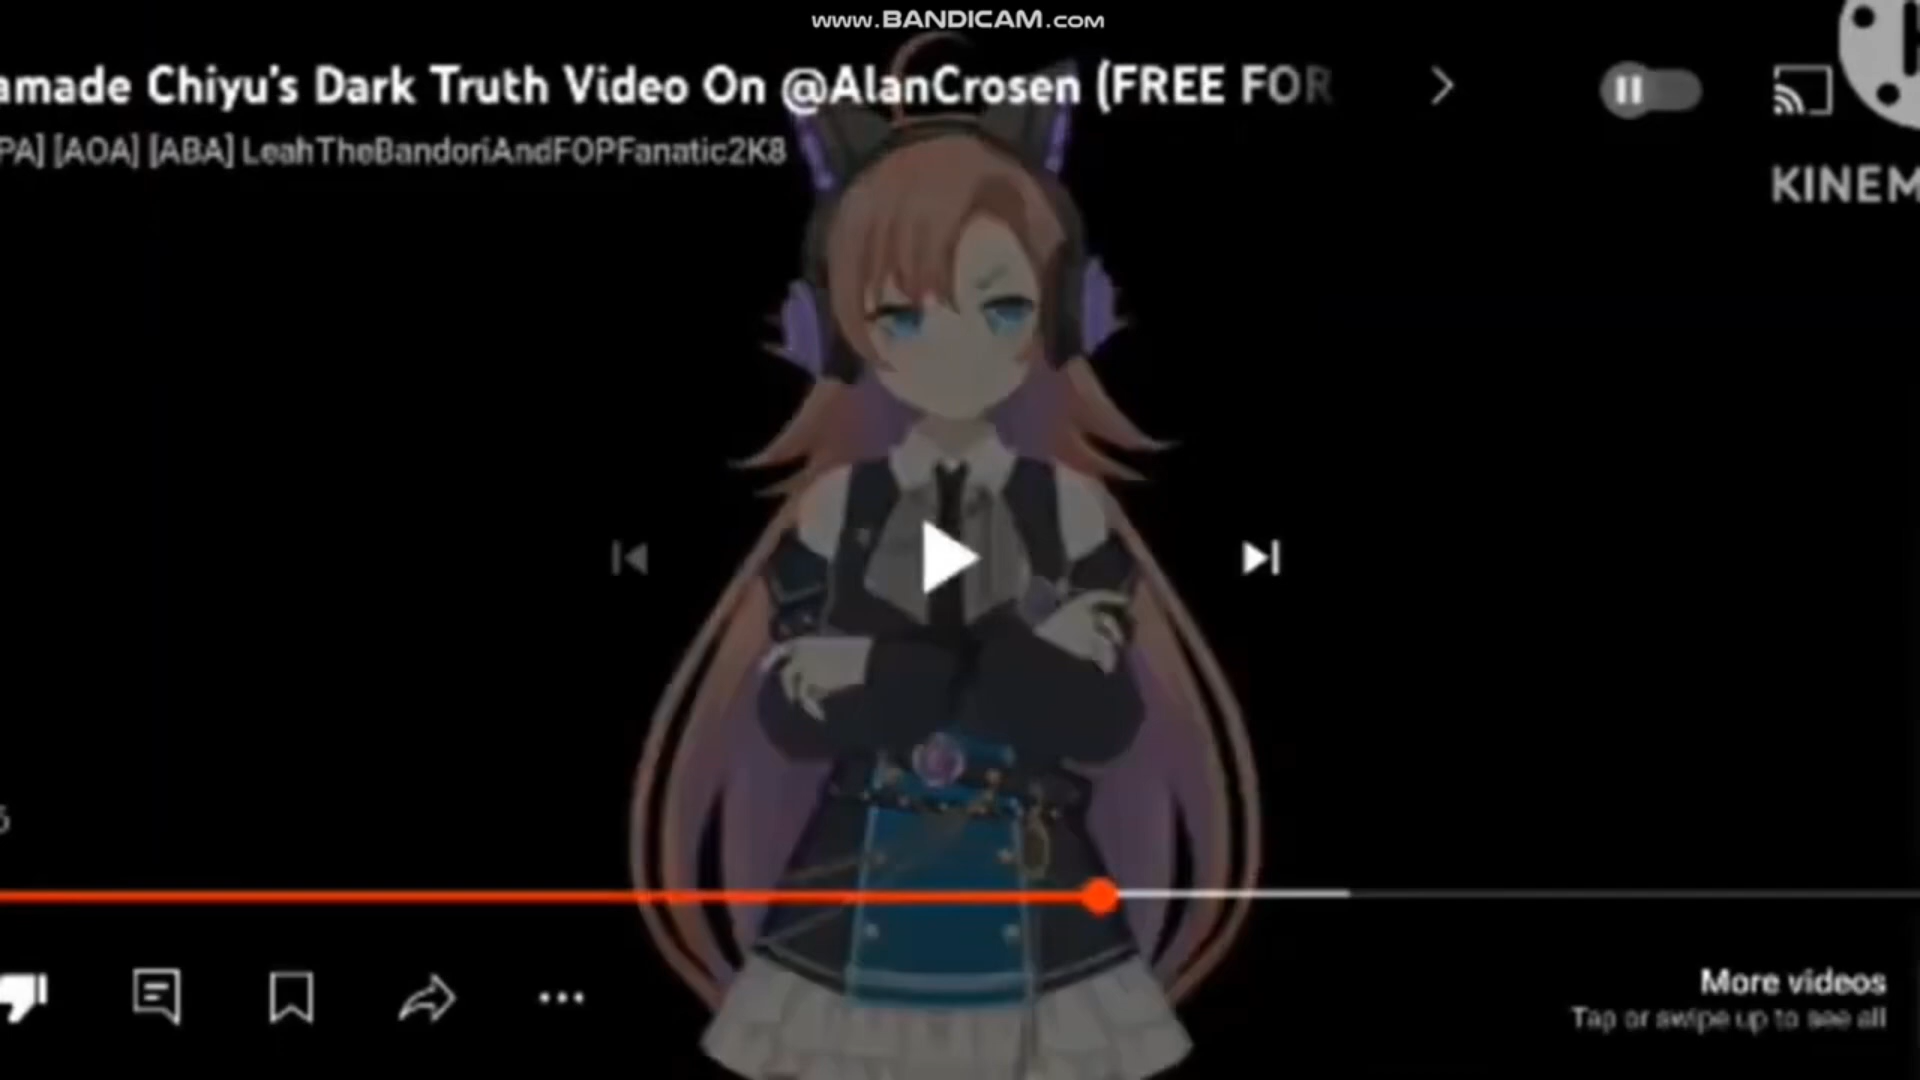 www.BANDICAM.com
amade Chiyu's Dark Truth Video On @AlanCrosen (FREE FOR
PA] [AOA] [ABA] LeahTheBandoriAndFOPFanatic2K8
KINEM
More videos
Tap or swipe up to see all